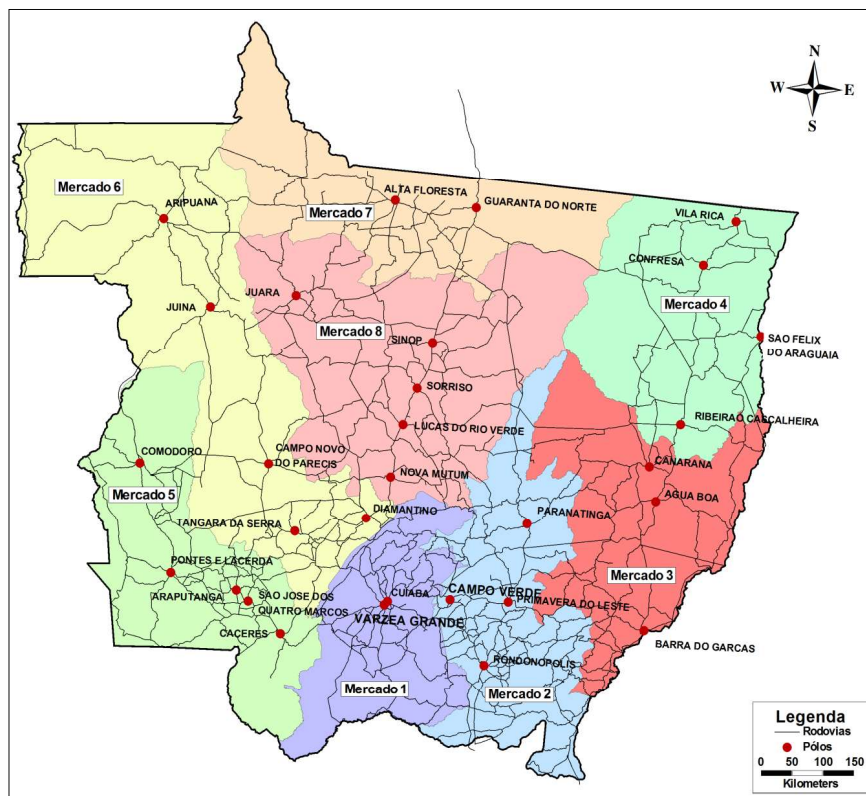 N
W E
S
Mercado 6
ARIPUANA
ALTA FLORESTA
Mercado 7
GUARANTA DO NORTE
VILA RICA
CONFRESA
Mercado 4
JUINA
JUARA
Mercado 8
SINOP
SAO FELIX
DO ARAGUAIA
SORRISO
LUCAS DO RIO VERDE
RIBEIRAO CASCALHEIRA
COMODORO
CAMPO NOVO
DO PARECIS
NOVA MUTUM
CANARANA
Mercado 5
AGUA BOA
TANGARA DA SERRA
DIAMANTINO
PARANATINGA
PONTES E LACERDA
Mercado 3
ARAPUTANGA
SAO JOSE DOS
QUATRO MARCOS
CUIABA
CAMPO VERDE
PRIMAVERA DO LESTE
VARZEA GRANDE
CACERES
BARRA DO GARCAS
RONDONOPOLIS
Mercado 1
Mercado 2
Legenda
Rodovias
Pólos
0 50 100 150
Kilometers